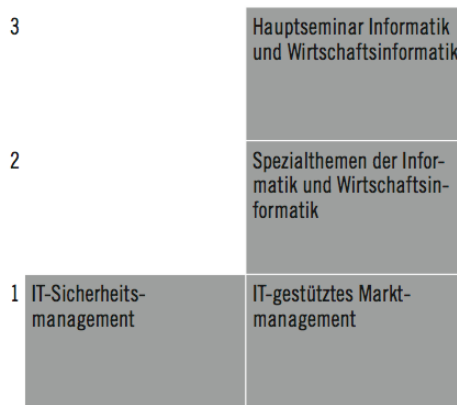 3
Hauptseminar Informatik
und Wirtschaftsinformatik
2
Spezialthemen der Infor-
matik und Wirtschaftsin-
formatik
1
IT-Sicherheits-
management
IT-gestütztes Markt-
management